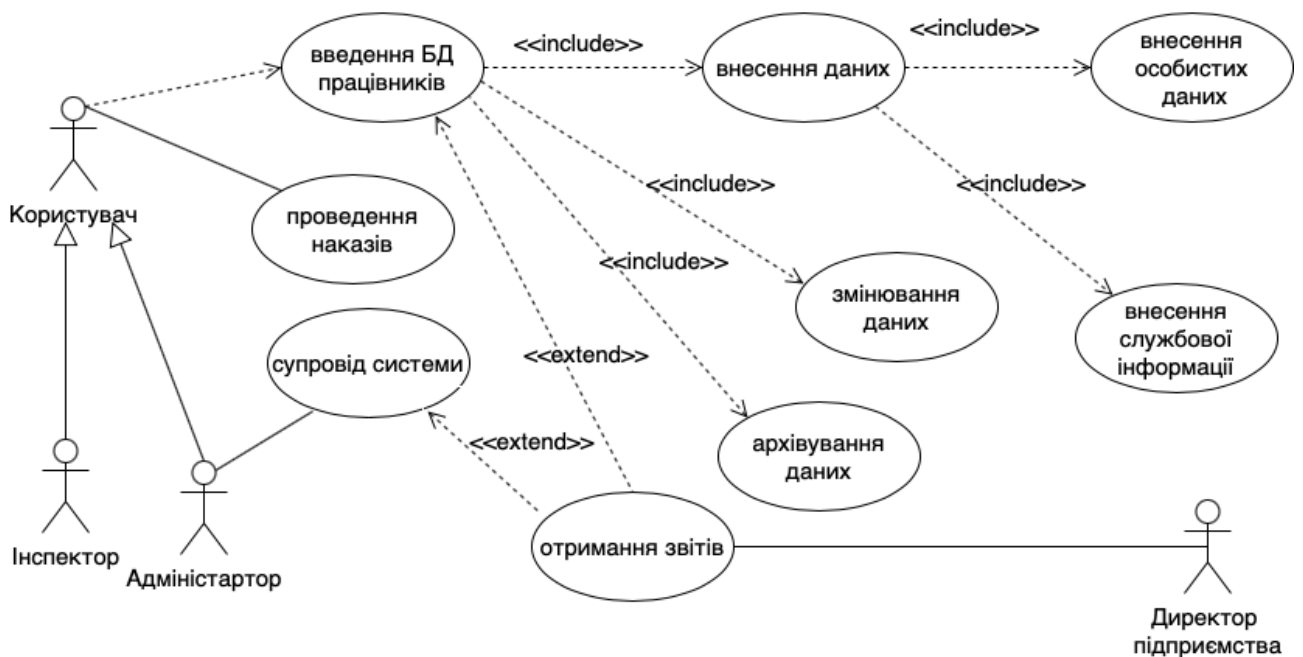 введення БД
працівників
<<include>>
внесення даних
<<include>>
внесення
особистих
даних
Користувач
проведення
наказів
<<include>>
<<include>>
<<include>>
змінювання
даних
внесення
службової
інформації
супровід системи
<<extend>>
<<extend>>
архівування
даних
Інспектор
Адміністартор
отримання звітів
Директор
підприємства